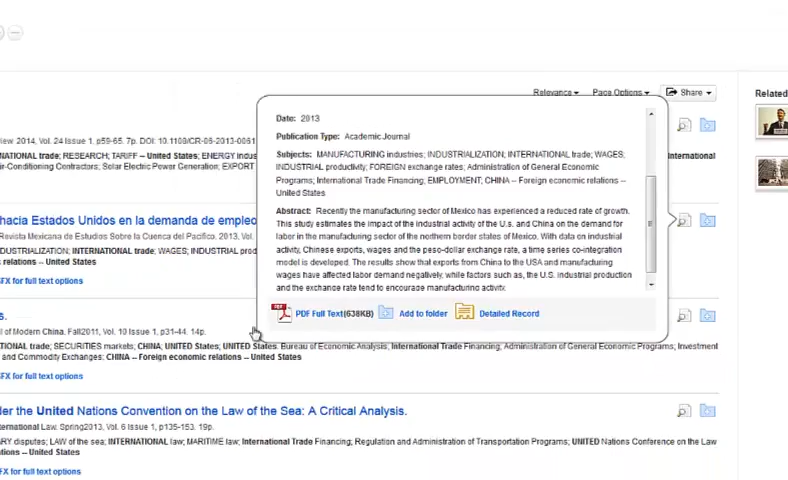 Relevance Page Options Share
Related
Date: 2013
Publication Type: Academic Journal
view 2014, Vol. 24 Issue 1, p59-65. 7p. DOI: 10.1108/CR-06-2013-0061
NATIONAL trade; RESEARCH; TARIFF -- United States; ENERGY indus
International
ir-Conditioning Contractors; Solar Electric Power Generation; EXPORT
Subjects: MANUFACTURING industries; INDUSTRIALIZATION; INTERNATIONAL trade; WAGES;
INDUSTRIAL productivity; FOREIGN exchange rates; Administration of General Economic
Programs; International Trade Financing; EMPLOYMENT; CHINA -- Foreign economic relations --
United States
Abstract: Recently the manufacturing sector of Mexico has experienced a reduced rate of growth.
This study estimates the impact of the industrial activity of the U.S. and China on the demand for
labor in the manufacturing sector of the northern border states of Mexico. With data on industrial
activity, Chinese exports, wages and the peso-dollar exchange rate, a time series co-integration
model is developed. The results show that exports from China to the USA and manufacturing
wages have affected labor demand negatively, while factors such as, the U.S. industrial production
and the exchange rate tend to encourage manufacturing activity.
hacia Estados Unidos en la demanda de empleo
Revista Mexicana de Estudios Sobre la Cuenca del Pacifico. 2013, Vol.
DUSTRIALIZATION; INTERNATIONAL trade; WAGES; INDUSTRIAL prod
c relations -- United States
SFX for full text options
PDF Full Text(638KB) Add to folder Detailed Record
s.
l of Modern China. Fall2011, Vol. 10 Issue 1, p31-44. 14p.
IONAL trade; SECURITIES markets; CHINA; UNITED States; UNITED States. Bureau of Economic Analysis; International Trade Financing; Administration of General Economic Programs; Investment
and Commodity Exchanges; CHINA -- Foreign economic relations -- United States
SFX for full text options
der the United Nations Convention on the Law of the Sea: A Critical Analysis.
ternational Law. Spring2013, Vol. 6 Issue 1, p135-153. 19p.
ARY disputes; LAW of the sea; INTERNATIONAL law; MARITIME law; International Trade Financing; Regulation and Administration of Transportation Programs; UNITED Nations Conference on the Law
ations -- United States
SFX for full text options